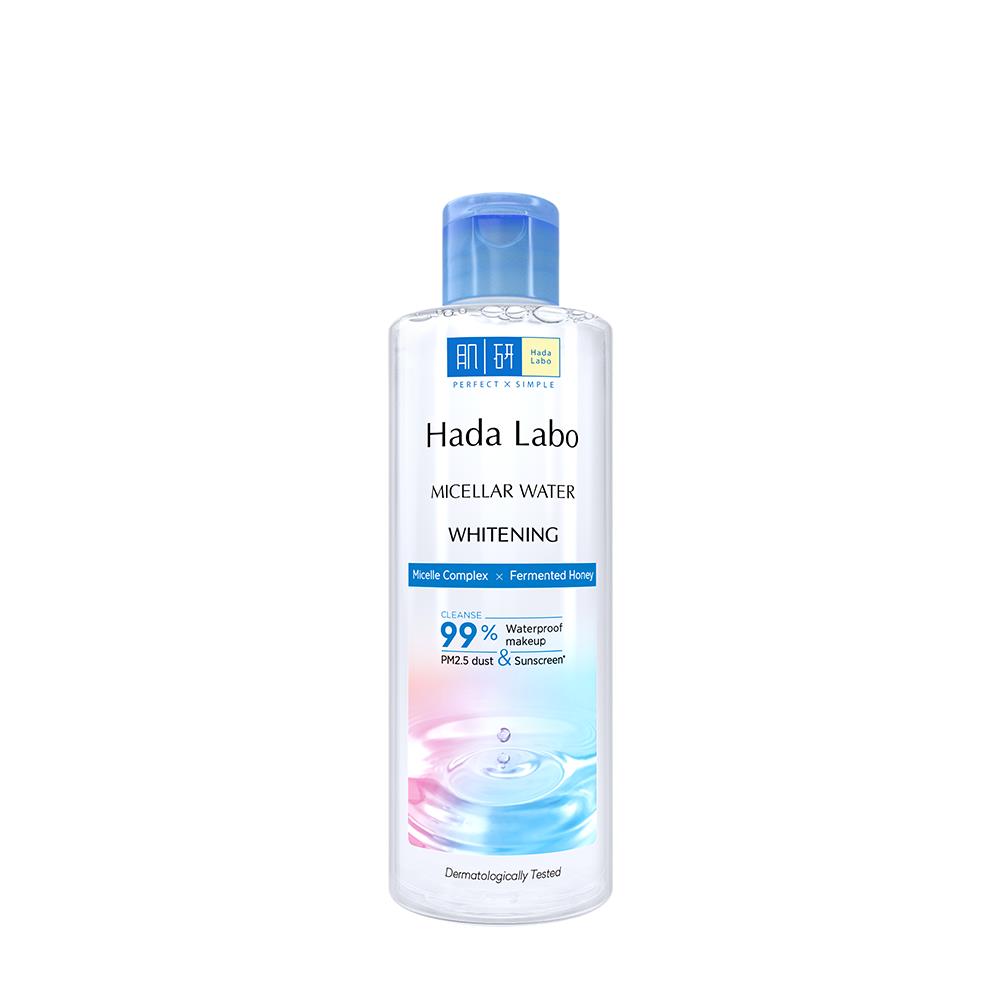 肌研 Hada
Labo
PERFECT X SIMPLE
Hada Labo
MICELLAR WATER
WHITENING
Micelle Complex × Fermented Honey
CLEANSE
99% Waterproof
makeup
PM2.5 dust & Sunscreen*
Dermatologically Tested